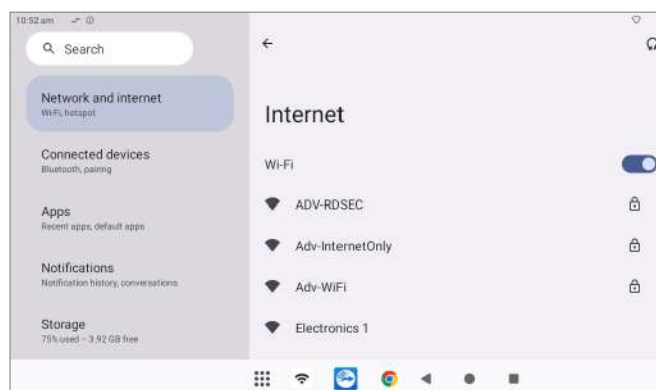 10:52 am
Search
Network and internet
Wi-Fi, hotspot
Connected devices
Bluetooth, pairing
Apps
Recent apps, default apps
Notifications
Notification history, conversations
Storage
75% used – 3.92 GB free
Internet
Wi-Fi
ADV-RDSEC
Adv-InternetOnly
Adv-WiFi
Electronics 1